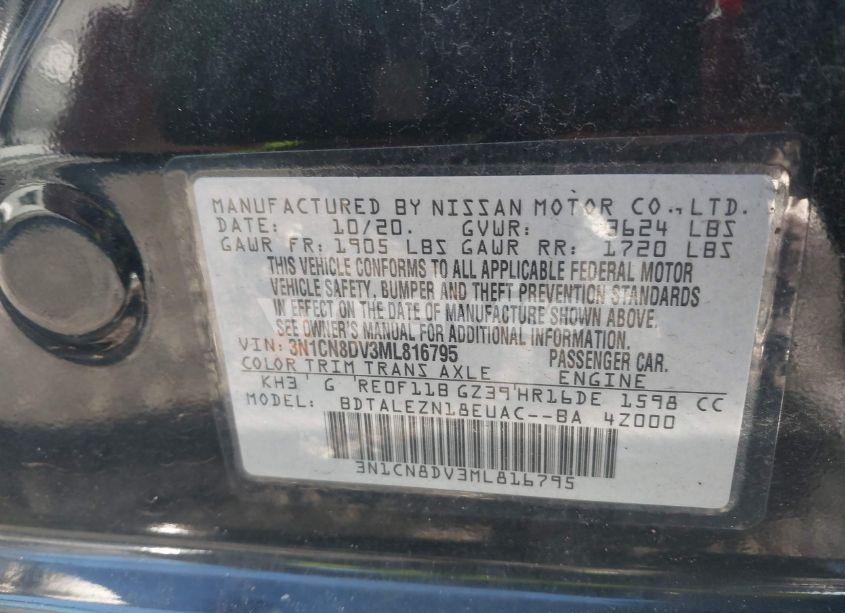 MANUFACTURED BY NISSAN MOTOR CO., LTD.
DATE: 10/20. GVWR: 3624 LBS
GAWR FR: 1905 LBS GAWR RR: 1720 LBS
THIS VEHICLE CONFORMS TO ALL APPLICABLE FEDERAL MOTOR
VEHICLE SAFETY, BUMPER AND THEFT PREVENTION STANDARDS
IN EFFECT ON THE DATE OF MANUFACTURE SHOWN ABOVE.
SEE OWNER'S MANUAL FOR ADDITIONAL INFORMATION.
VIN: 3N1CN8DV3ML816795 PASSENGER CAR.
COLOR TRIM TRANS AXLE ENGINE
KH3 G RE0F11B GZ39 HR16DE 1598 CC
MODEL: BDTALEZN18EUAC--BA 4Z000
3N1CN8DV3ML816795